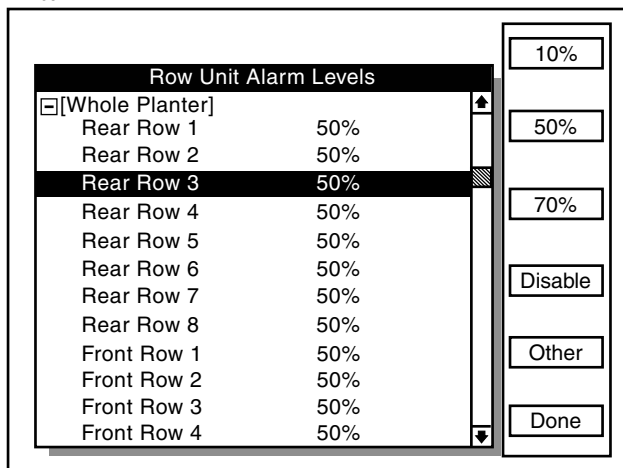 Row Unit Alarm Levels
[Whole Planter]
Rear Row 1 50%
Rear Row 2 50%
Rear Row 3 50%
Rear Row 4 50%
Rear Row 5 50%
Rear Row 6 50%
Rear Row 7 50%
Rear Row 8 50%
Front Row 1 50%
Front Row 2 50%
Front Row 3 50%
Front Row 4 50%
10%
50%
70%
Disable
Other
Done